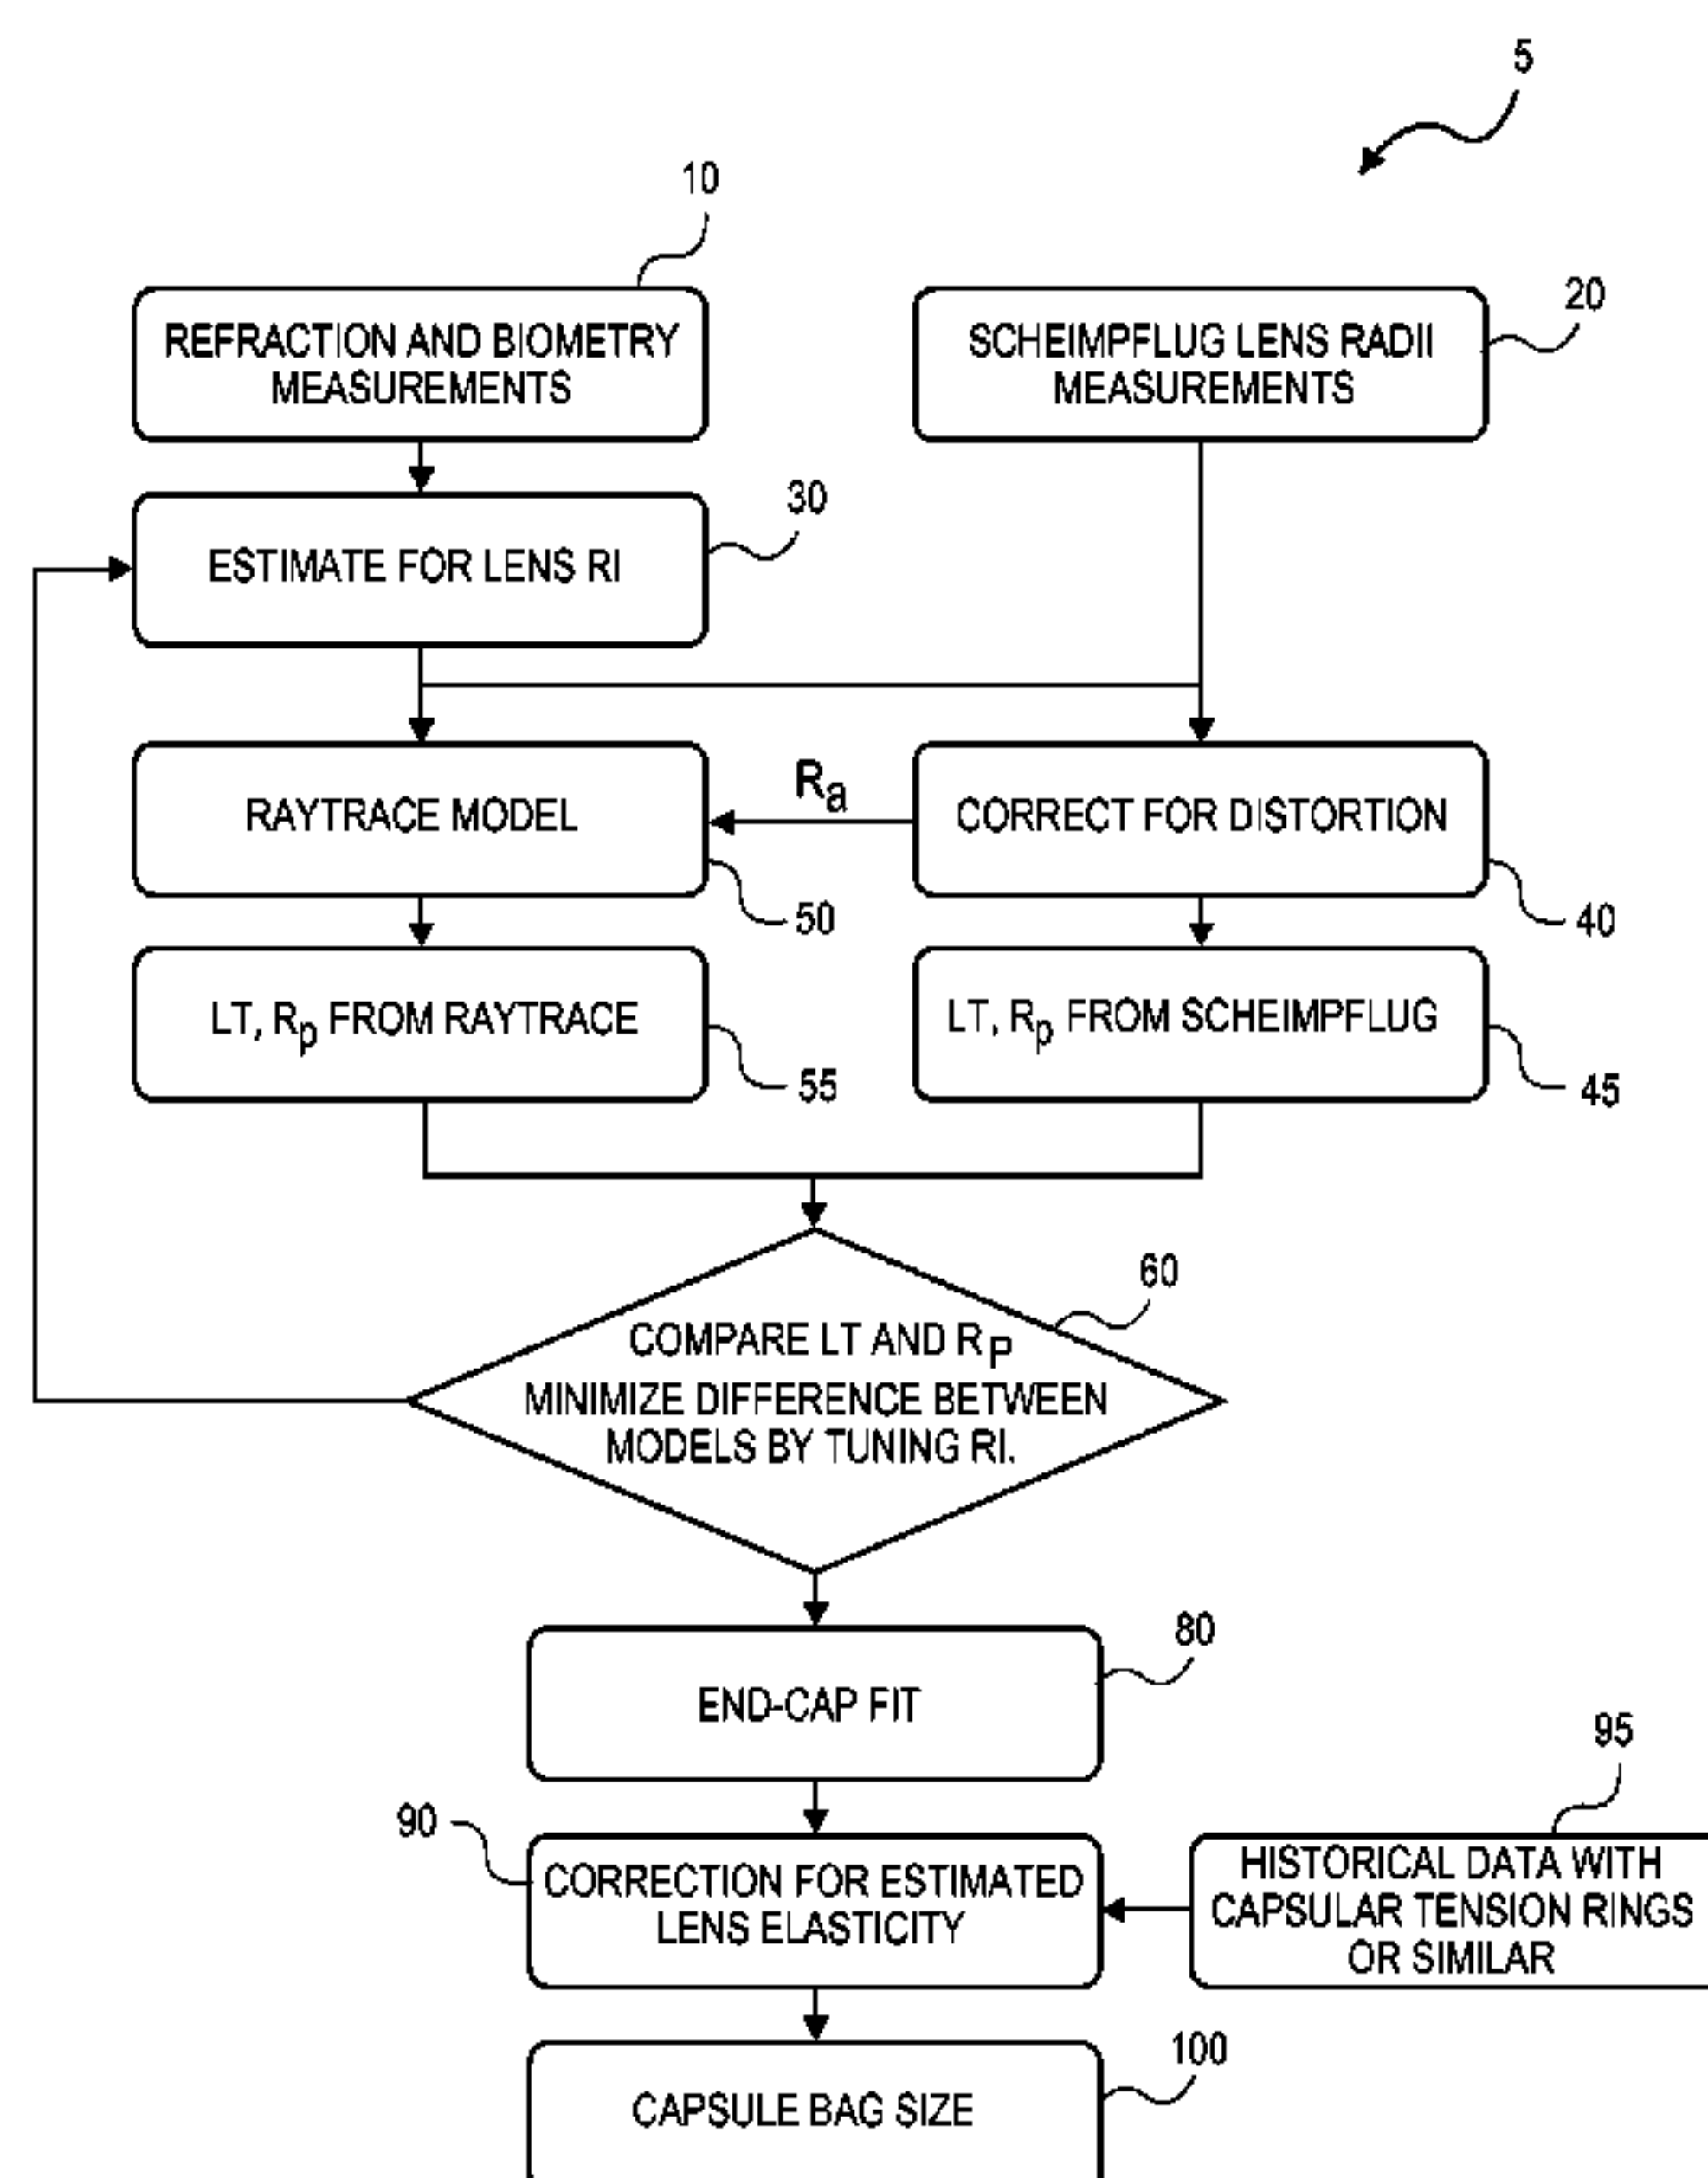 5
10
REFRACTION AND BIOMETRY
MEASUREMENTS
20
SCHEIMPFLUG LENS RADII
MEASUREMENTS
30
ESTIMATE FOR LENS RI
RAYTRACE MODEL
50
Ra
CORRECT FOR DISTORTION
40
LT, Rp FROM RAYTRACE
55
LT, Rp FROM SCHEIMPFLUG
45
60
COMPARE LT AND RP
MINIMIZE DIFFERENCE BETWEEN
MODELS BY TUNING RI.
80
END-CAP FIT
90
CORRECTION FOR ESTIMATED
LENS ELASTICITY
95
HISTORICAL DATA WITH
CAPSULAR TENSION RINGS
OR SIMILAR
100
CAPSULE BAG SIZE